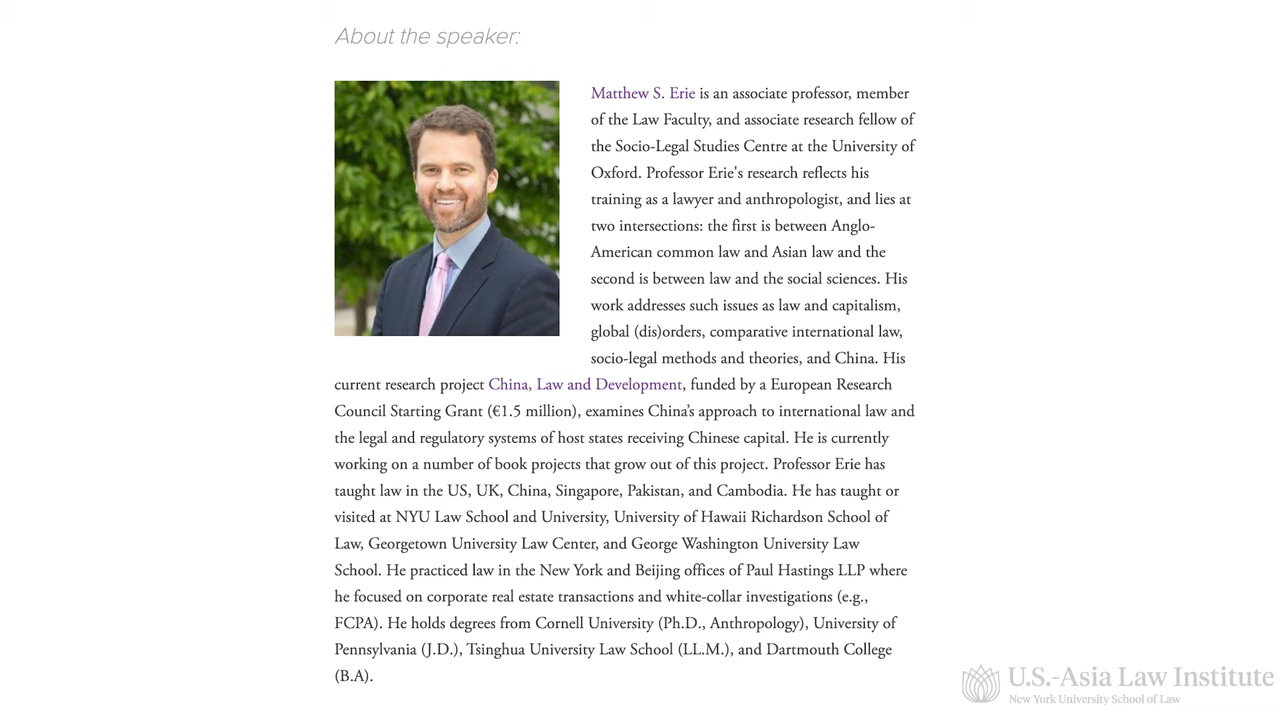 About the speaker:
Matthew S. Erie is an associate professor, member
of the Law Faculty, and associate research fellow of
the Socio-Legal Studies Centre at the University of
Oxford. Professor Erie's research reflects his
training as a lawyer and anthropologist, and lies at
two intersections: the first is between Anglo-
American common law and Asian law and the
second is between law and the social sciences. His
work addresses such issues as law and capitalism,
global (dis)orders, comparative international law,
socio-legal methods and theories, and China. His
current research project China, Law and Development, funded by a European Research
Council Starting Grant (€1.5 million), examines China’s approach to international law and
the legal and regulatory systems of host states receiving Chinese capital. He is currently
working on a number of book projects that grow out of this project. Professor Erie has
taught law in the US, UK, China, Singapore, Pakistan, and Cambodia. He has taught or
visited at NYU Law School and University, University of Hawaii Richardson School of
Law, Georgetown University Law Center, and George Washington University Law
School. He practiced law in the New York and Beijing offices of Paul Hastings LLP where
he focused on corporate real estate transactions and white-collar investigations (e.g.,
FCPA). He holds degrees from Cornell University (Ph.D., Anthropology), University of
Pennsylvania (J.D.), Tsinghua University Law School (LL.M.), and Dartmouth College
(B.A).
U.S.-Asia Law Institute
New York University School of Law